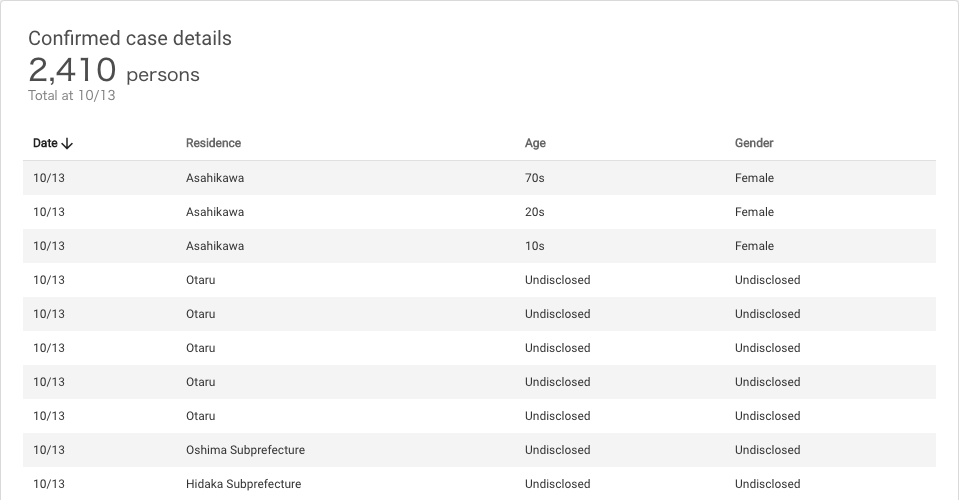 Confirmed case details
2,410 persons
Total at 10/13
Date Residence Age Gender
10/13 Asahikawa 70s Female
10/13 Asahikawa 20s Female
10/13 Asahikawa 10s Female
10/13 Otaru Undisclosed Undisclosed
10/13 Otaru Undisclosed Undisclosed
10/13 Otaru Undisclosed Undisclosed
10/13 Otaru Undisclosed Undisclosed
10/13 Otaru Undisclosed Undisclosed
10/13 Oshima Subprefecture Undisclosed Undisclosed
10/13 Hidaka Subprefecture Undisclosed Undisclosed